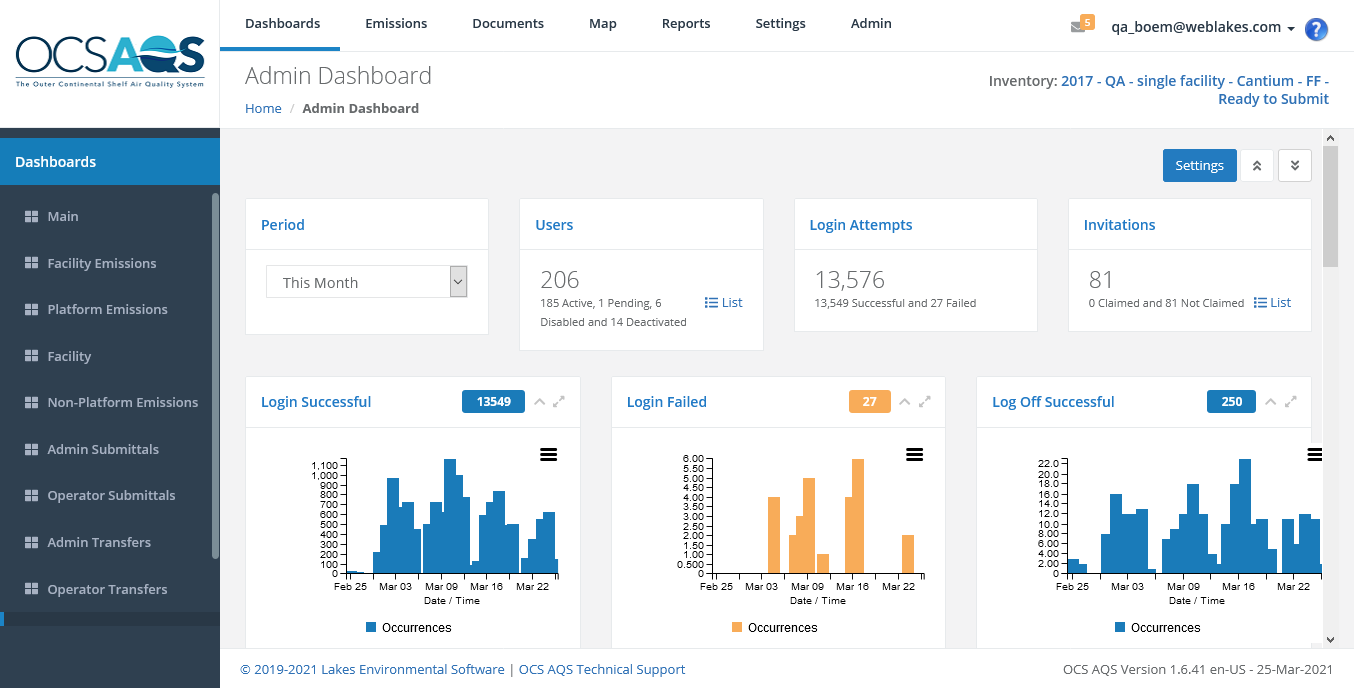 OCSAQS
The Outer Continental Shelf Air Quality System
Dashboards Emissions Documents Map Reports Settings Admin
5
qa_boem@weblakes.com
?
Admin Dashboard
Home / Admin Dashboard
Inventory: 2017 - QA - single facility - Cantium - FF -
Ready to Submit
Dashboards
Main
Facility Emissions
Platform Emissions
Facility
Non-Platform Emissions
Admin Submittals
Operator Submittals
Admin Transfers
Operator Transfers
Settings
Period
This Month
Users
206
185 Active, 1 Pending, 6
Disabled and 14 Deactivated
List
Login Attempts
13,576
13,549 Successful and 27 Failed
Invitations
81
0 Claimed and 81 Not Claimed
List
Login Successful
13549
1,100
1,000
900
800
700
600
500
400
300
200
100
0
Feb 25 Mar 03 Mar 09 Mar 16 Mar 22
Date / Time
Occurrences
Login Failed
27
6.00
5.50
5.00
4.50
4.00
3.50
3.00
2.50
2.00
1.50
1.00
0.500
0
Feb 25 Mar 03 Mar 09 Mar 16 Mar 22
Date / Time
Occurrences
Log Off Successful
250
22.0
20.0
18.0
16.0
14.0
12.0
10.0
8.00
6.00
4.00
2.00
0
Feb 25 Mar 03 Mar 09 Mar 16 Mar 22
Date / Time
Occurrences
© 2019-2021 Lakes Environmental Software | OCS AQS Technical Support
OCS AQS Version 1.6.41 en-US - 25-Mar-2021